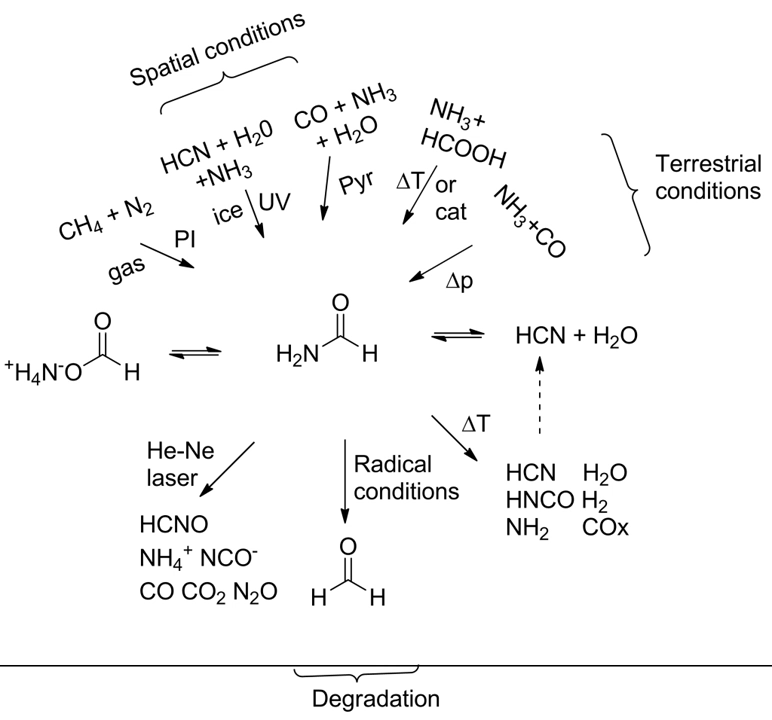 Spatial conditions
HCN + H₂0
+NH₃
CO + NH₃
+ H₂O
NH₃+
HCOOH
Terrestrial
conditions
CH₄ + N₂
ice
UV
Pyr
ΔT
or
cat
NH₃+CO
PI
gas
Δp
O
⁺H₄N⁻O
H
O
H₂N
H
HCN + H₂O
He-Ne
laser
Radical
conditions
ΔT
HCN H₂O
HNCO H₂
NH₂ COx
HCNO
NH₄⁺ NCO⁻
CO CO₂ N₂O
O
H
H
Degradation